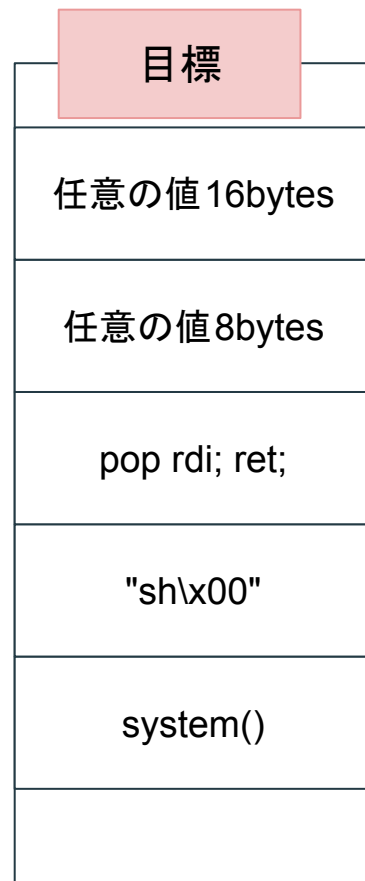 目標
任意の値16bytes
任意の値8bytes
pop rdi; ret;
"sh\x00"
system()